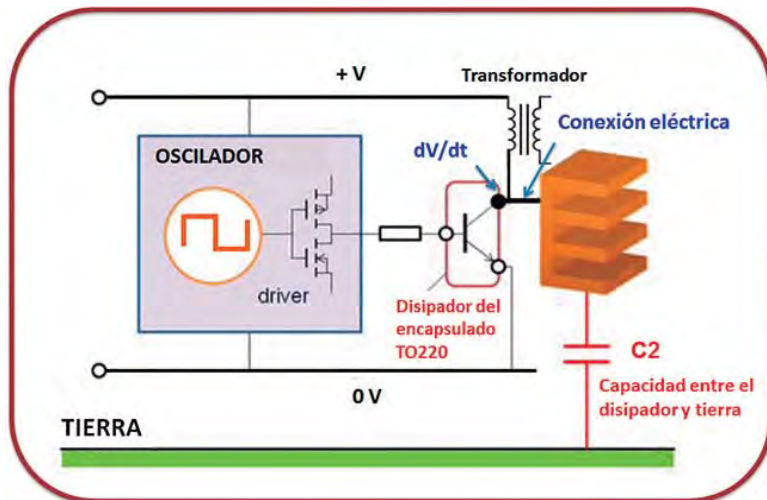 + V
Transformador
Conexión eléctrica
dV/dt
OSCILADOR
driver
Disipador del
encapsulado
TO220
C2
Capacidad entre el
disipador y tierra
0 V
TIERRA